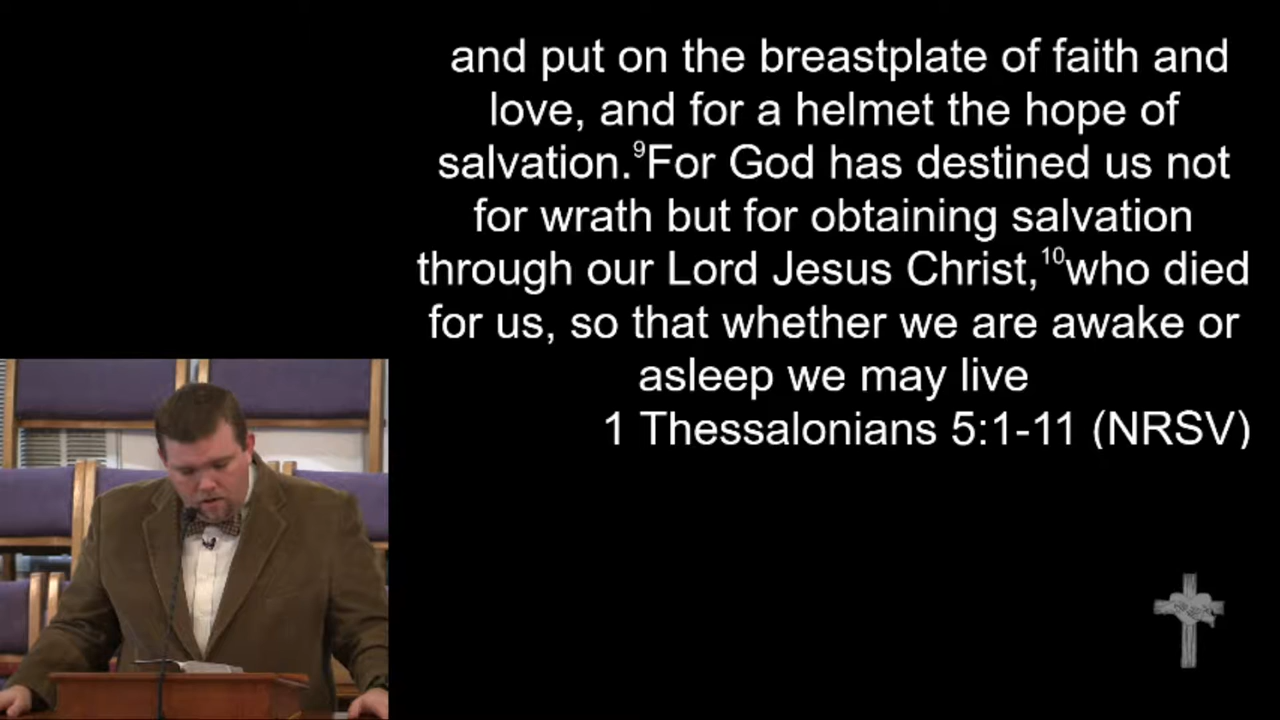 and put on the breastplate of faith and
love, and for a helmet the hope of
salvation.⁹For God has destined us not
for wrath but for obtaining salvation
through our Lord Jesus Christ,¹⁰who died
for us, so that whether we are awake or
asleep we may live
1 Thessalonians 5:1-11 (NRSV)